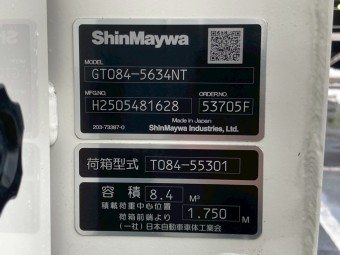 ShinMaywa
MODEL
GT084-5634NT
MFG.NO. ORDER.NO.
H2505481628 53705F
Made in Japan
203-73387-0 ShinMaywa Industries, Ltd.
荷箱型式 T084-55301
容積 8.4 M³
積載荷重中心位置
荷箱前端より 1.750 M
(一社)日本自動車車体工業会